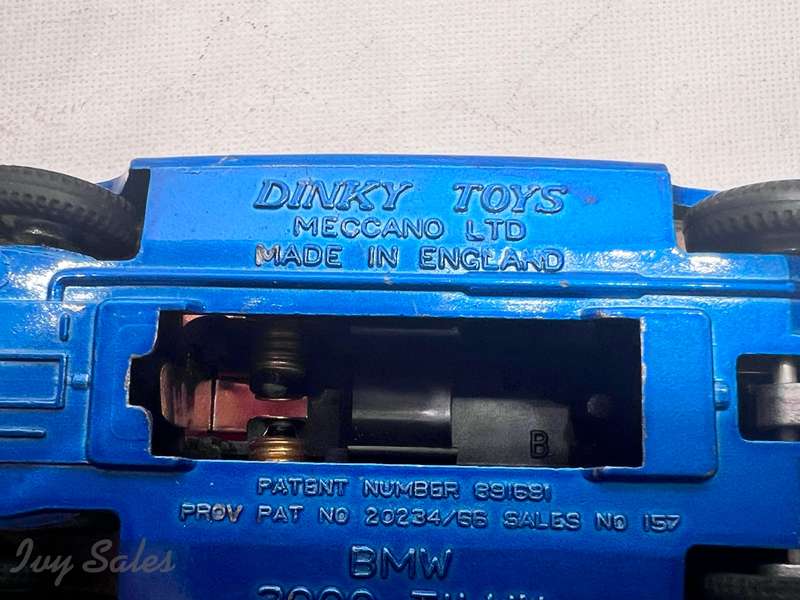 DINKY TOYS
MECCANO LTD
MADE IN ENGLAND
B
PATENT NUMBER 891691
PROV PAT NO 20234/66 SALES NO 157
BMW
Ivy Sales